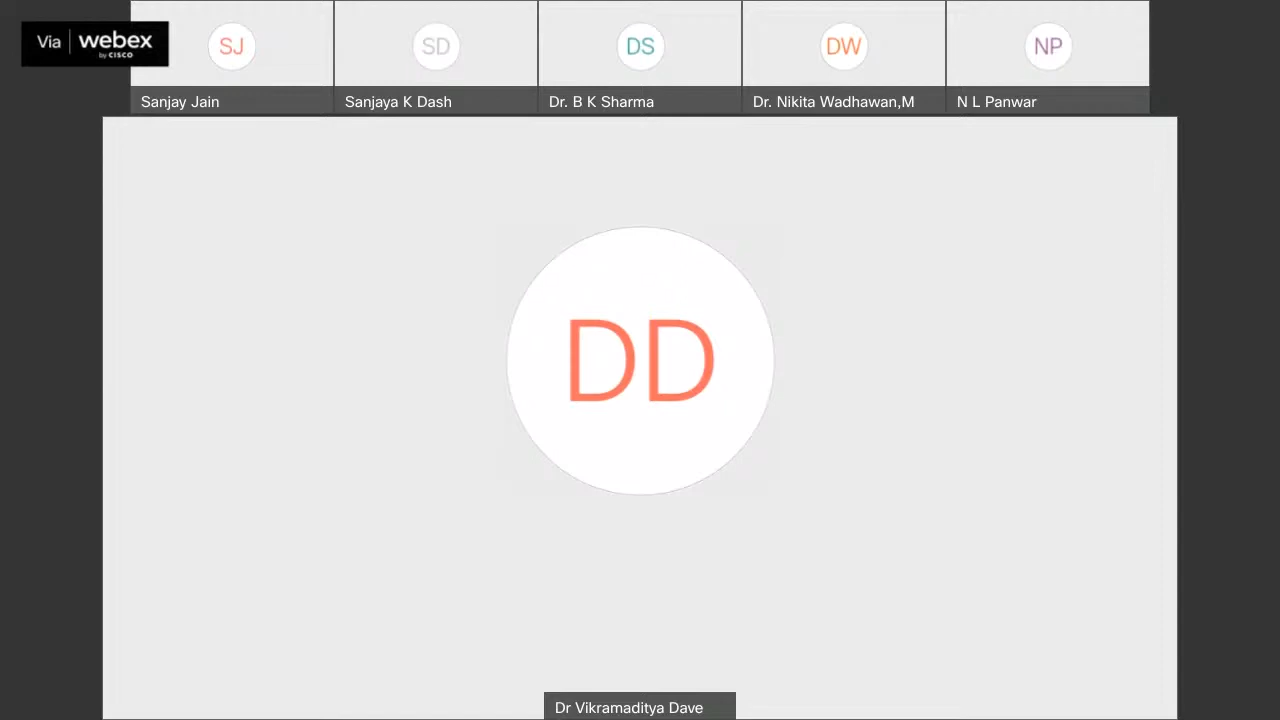 Via webex
by CISCO
SJ
SD
DS
DW
NP
Sanjay Jain
Sanjaya K Dash
Dr. B K Sharma
Dr. Nikita Wadhawan,M
N L Panwar
DD
Dr Vikramaditya Dave